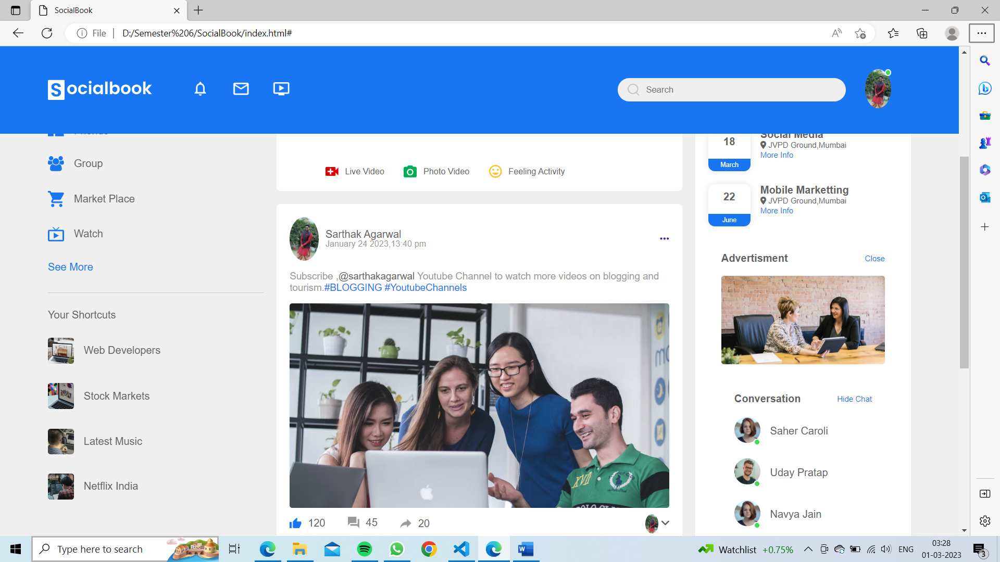 SocialBook
File
D:/Semester%206/SocialBook/index.html#
Socialbook
Search
Group
Market Place
Watch
See More
Your Shortcuts
Web Developers
Stock Markets
Latest Music
Netflix India
Live Video
Photo Video
Feeling Activity
Sarthak Agarwal
January 24 2023,13:40 pm
Subscribe ,@sarthakagarwal Youtube Channel to watch more videos on blogging and
tourism.#BLOGGING #YoutubeChannels
XVII
120
45
20
18
March
Social Media
JVPD Ground,Mumbai
More Info
22
June
Mobile Marketting
JVPD Ground,Mumbai
More Info
Advertisment
Close
Conversation
Hide Chat
Saher Caroli
Uday Pratap
Navya Jain
Type here to search
Watchlist +0.75%
ENG
03:28
01-03-2023
3